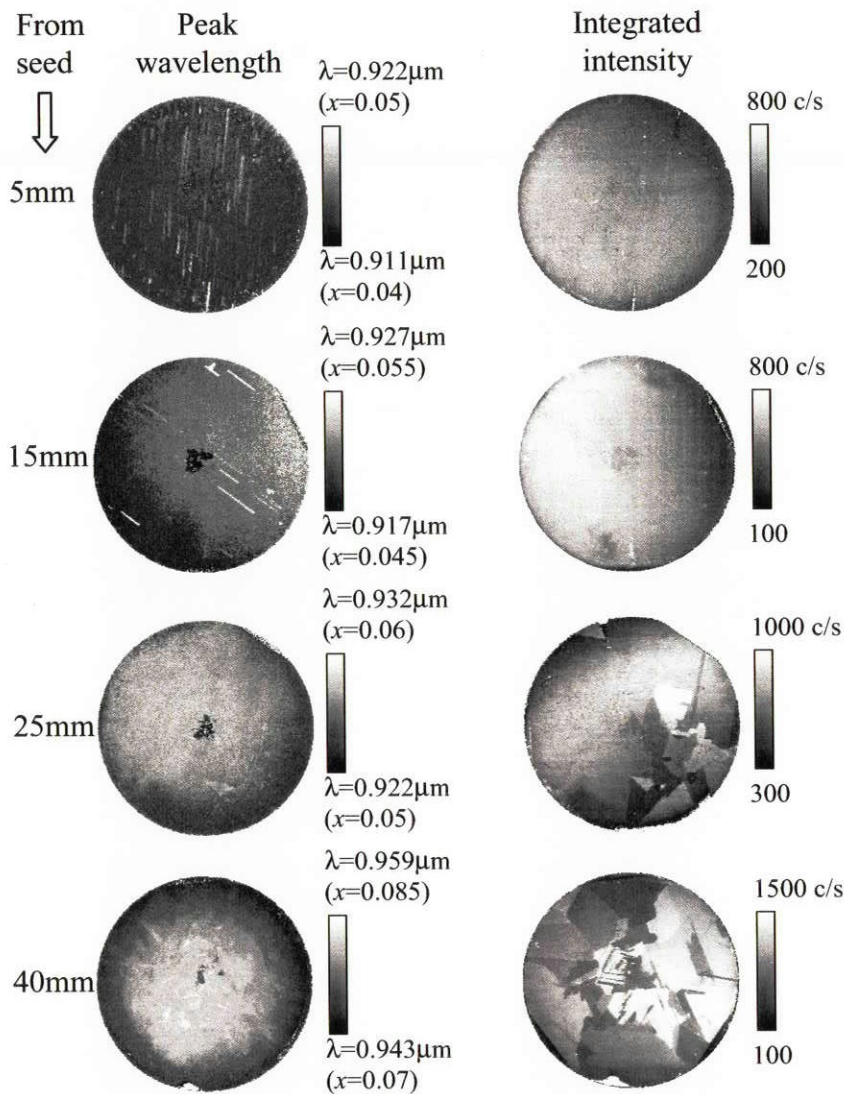 From seed
Peak wavelength
Integrated intensity
5mm
λ=0.922μm
(x=0.05)
λ=0.911μm
(x=0.04)
800 c/s
200
15mm
λ=0.927μm
(x=0.055)
λ=0.917μm
(x=0.045)
800 c/s
100
25mm
λ=0.932μm
(x=0.06)
λ=0.922μm
(x=0.05)
1000 c/s
300
40mm
λ=0.959μm
(x=0.085)
λ=0.943μm
(x=0.07)
1500 c/s
100